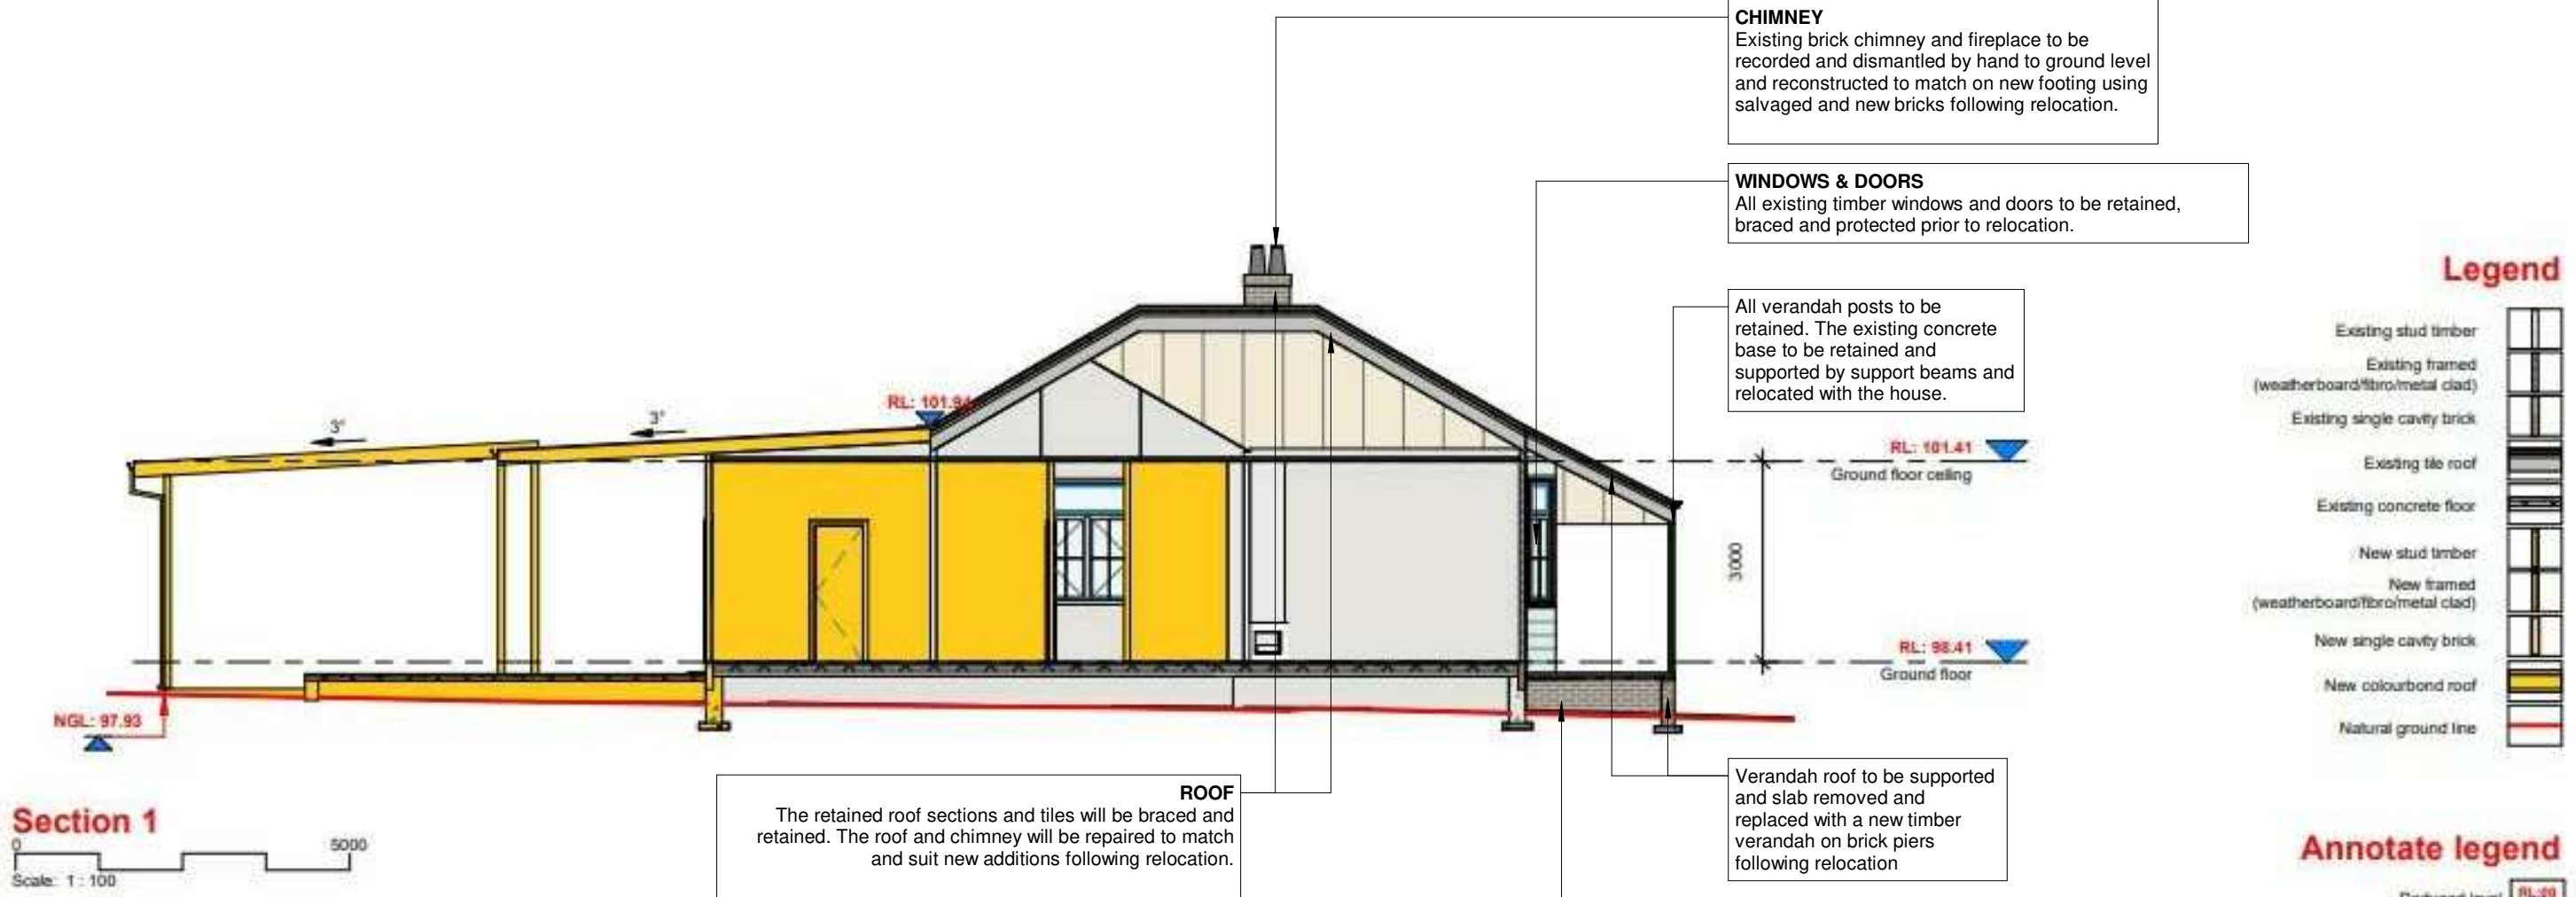 CHIMNEY
Existing brick chimney and fireplace to be
recorded and dismantled by hand to ground level
and reconstructed to match on new footing using
salvaged and new bricks following relocation.
WINDOWS & DOORS
All existing timber windows and doors to be retained,
braced and protected prior to relocation.
All verandah posts to be
retained. The existing concrete
base to be retained and
supported by support beams and
relocated with the house.
Legend
Existing stud timber
Existing framed
(weatherboard/fibro/metal clad)
Existing single cavity brick
Existing tile roof
Existing concrete floor
New stud timber
New framed
(weatherboard/fibro/metal clad)
New single cavity brick
New colourbond roof
Natural ground line
RL: 101.94
3°
3°
RL: 101.41
Ground floor ceiling
3000
RL: 98.41
Ground floor
NGL: 97.93
Section 1
0 5000
Scale: 1 : 100
ROOF
The retained roof sections and tiles will be braced and
retained. The roof and chimney will be repaired to match
and suit new additions following relocation.
Verandah roof to be supported
and slab removed and
replaced with a new timber
verandah on brick piers
following relocation
Annotate legend